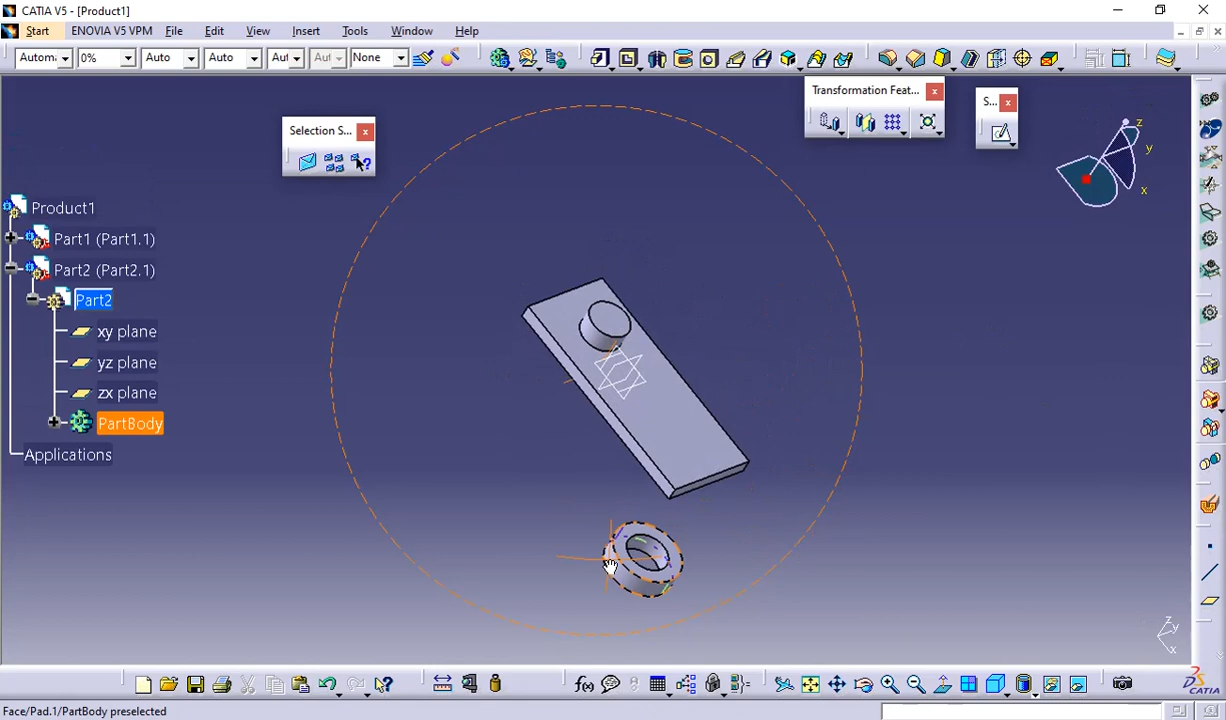 CATIA V5 - [Product1]
Start ENOVIA V5 VPM File Edit View Insert Tools Window Help
Autom 0% Auto Auto Aut Aut None
Transformation Feat... x
S... x
Selection S... x
z
y
x
Product1
Part1 (Part1.1)
Part2 (Part2.1)
Part2
xy plane
yz plane
zx plane
PartBody
Applications
z
y
x
f(x)
CATIA
Face/Pad.1/PartBody preselected